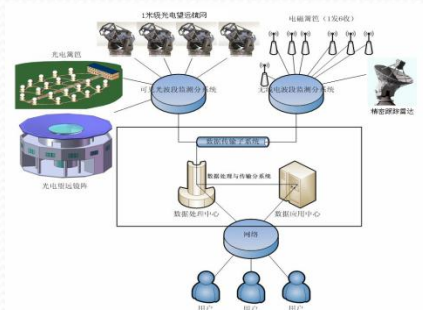 1米级光电望远镜网
电磁篱笆（1发6收）
光电篱笆
可见光波段监测分系统
无线电波段监测分系统
精密跟踪雷达
光电望远镜阵
数据传输子系统
数据处理与传输分系统
数据处理中心
数据应用中心
网络
用户
用户
用户